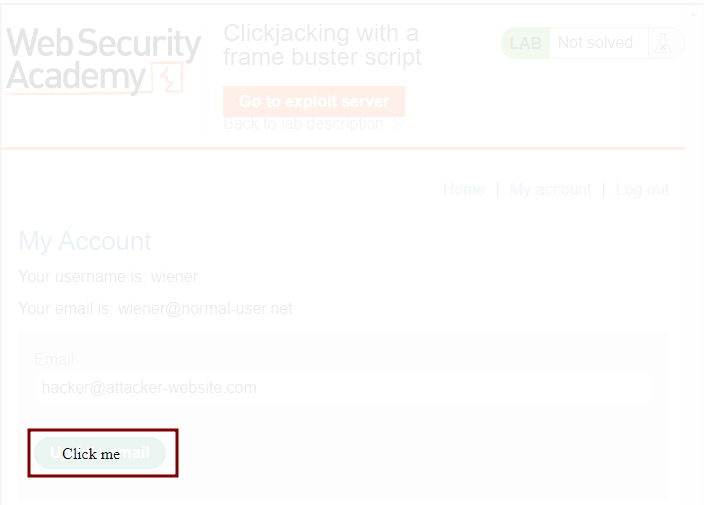 Web Security
Academy
Clickjacking with a
frame buster script
LAB Not solved
Go to exploit server
Back to lab description
Home | My account | Log out
My Account
Your username is: wiener
Your email is: wiener@normal-user.net
Email
hacker@attacker-website.com
Click me